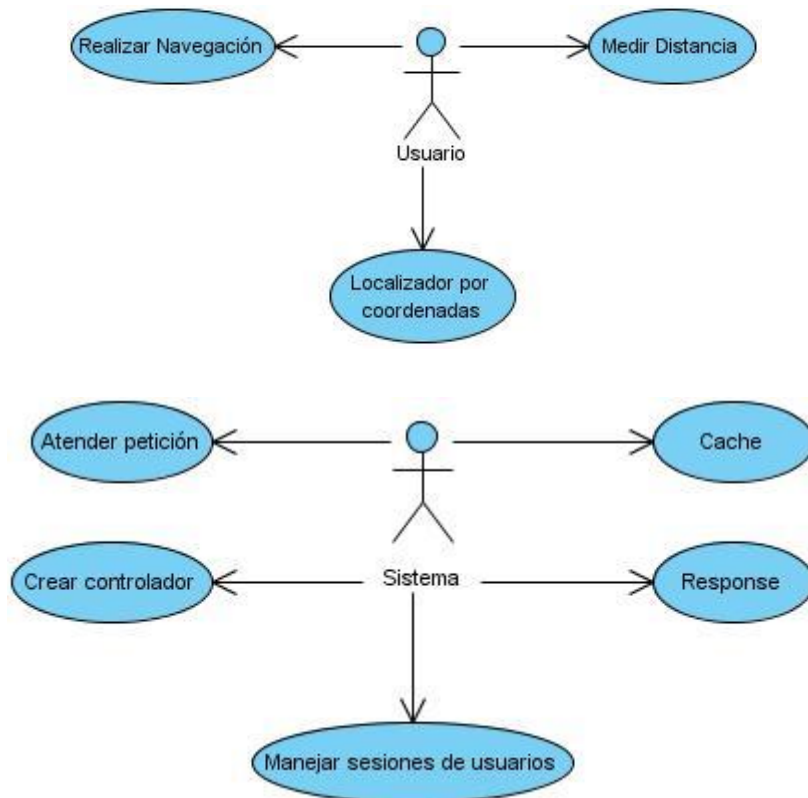 Realizar Navegación
Medir Distancia
Usuario
Localizador por
coordenadas
Atender petición
Cache
Crear controlador
Sistema
Response
Manejar sesiones de usuarios